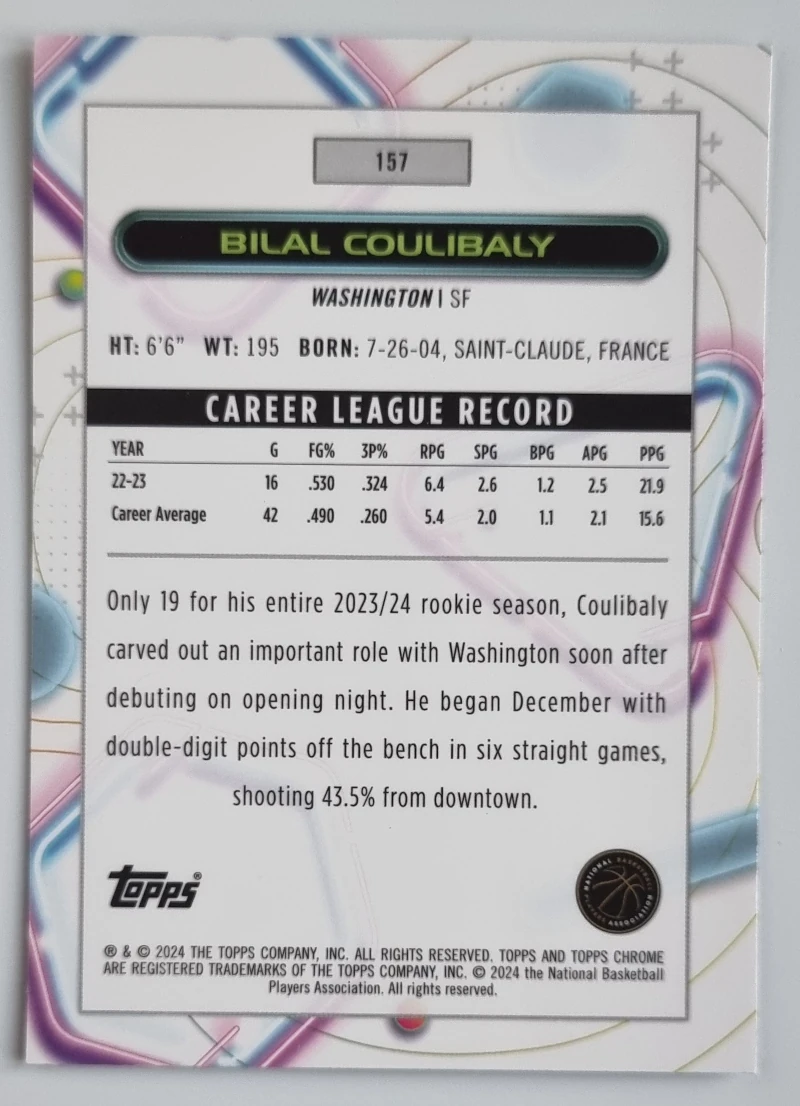 157
BILAL COULIBALY
WASHINGTON | SF
HT: 6'6" WT: 195 BORN: 7-26-04, SAINT-CLAUDE, FRANCE
CAREER LEAGUE RECORD
YEAR G FG% 3P% RPG SPG BPG APG PPG
22-23 16 .530 .324 6.4 2.6 1.2 2.5 21.9
Career Average 42 .490 .260 5.4 2.0 1.1 2.1 15.6
Only 19 for his entire 2023/24 rookie season, Coulibaly
carved out an important role with Washington soon after
debuting on opening night. He began December with
double-digit points off the bench in six straight games,
shooting 43.5% from downtown.
topps®
NATIONAL BASKETBALL
PLAYERS ASSOCIATION
® & © 2024 THE TOPPS COMPANY, INC. ALL RIGHTS RESERVED. TOPPS AND TOPPS CHROME
ARE REGISTERED TRADEMARKS OF THE TOPPS COMPANY, INC. © 2024 the National Basketball
Players Association. All rights reserved.